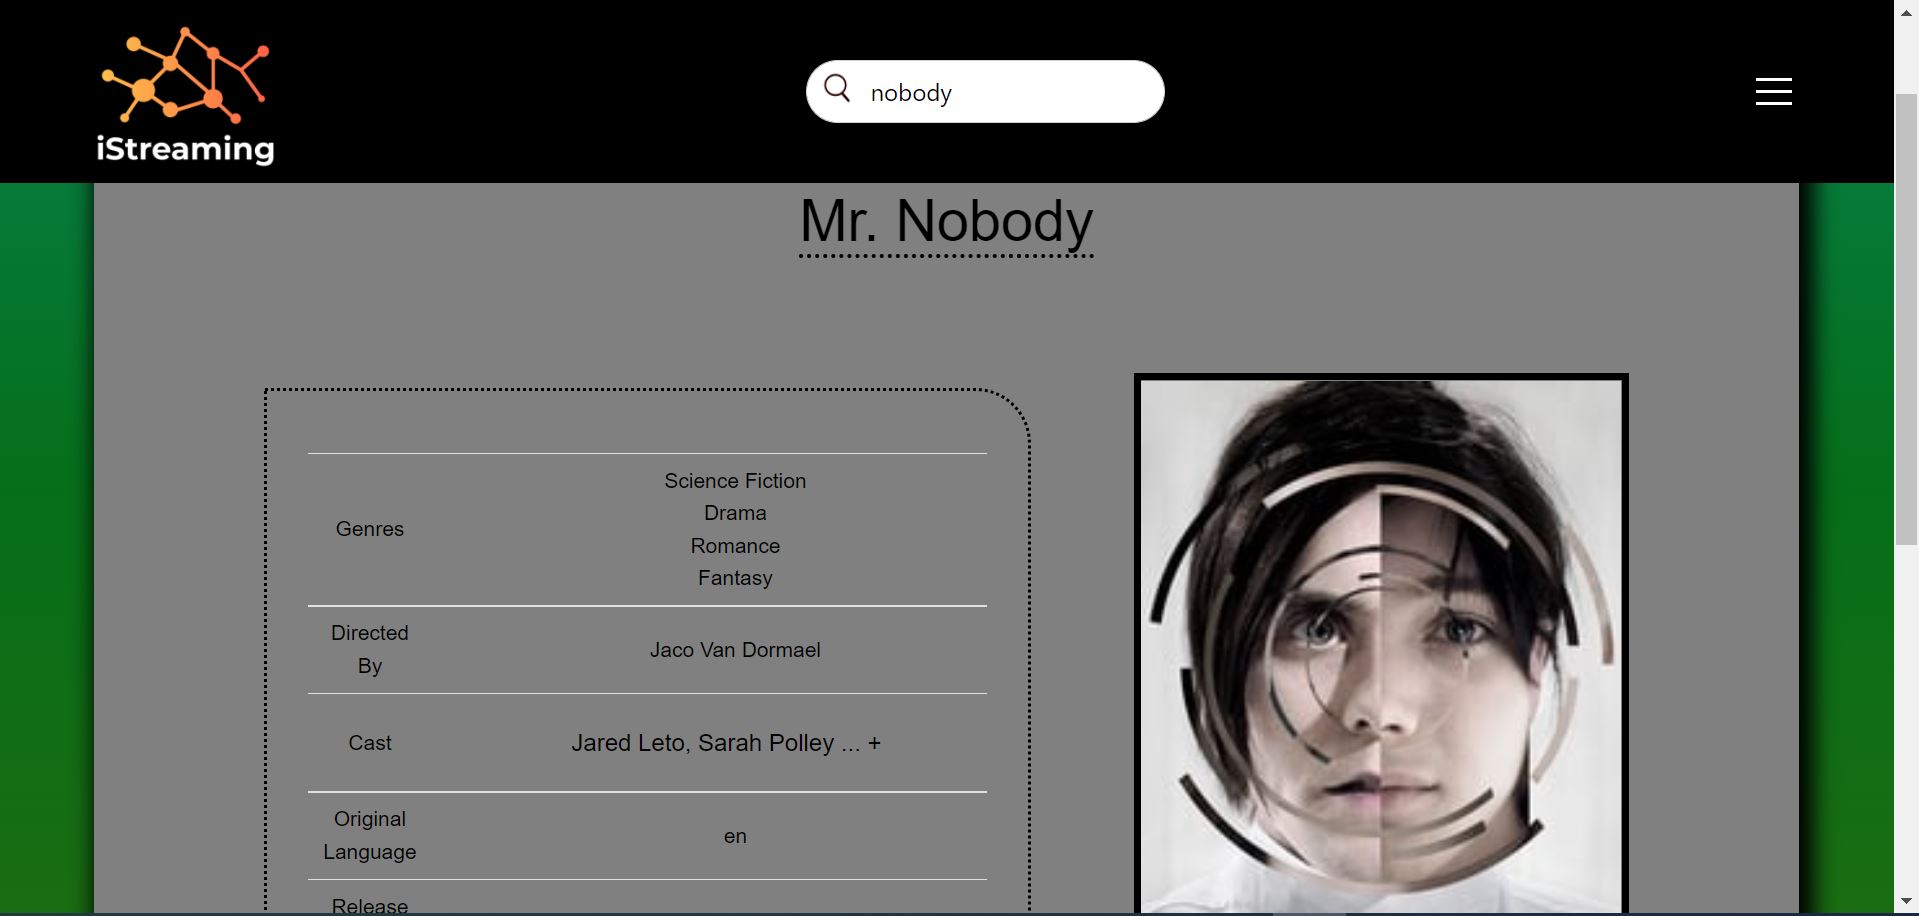 iStreaming
nobody
Mr. Nobody
Genres
Science Fiction
Drama
Romance
Fantasy
Directed
By
Jaco Van Dormael
Cast
Jared Leto, Sarah Polley ... +
Original
Language
en
Release